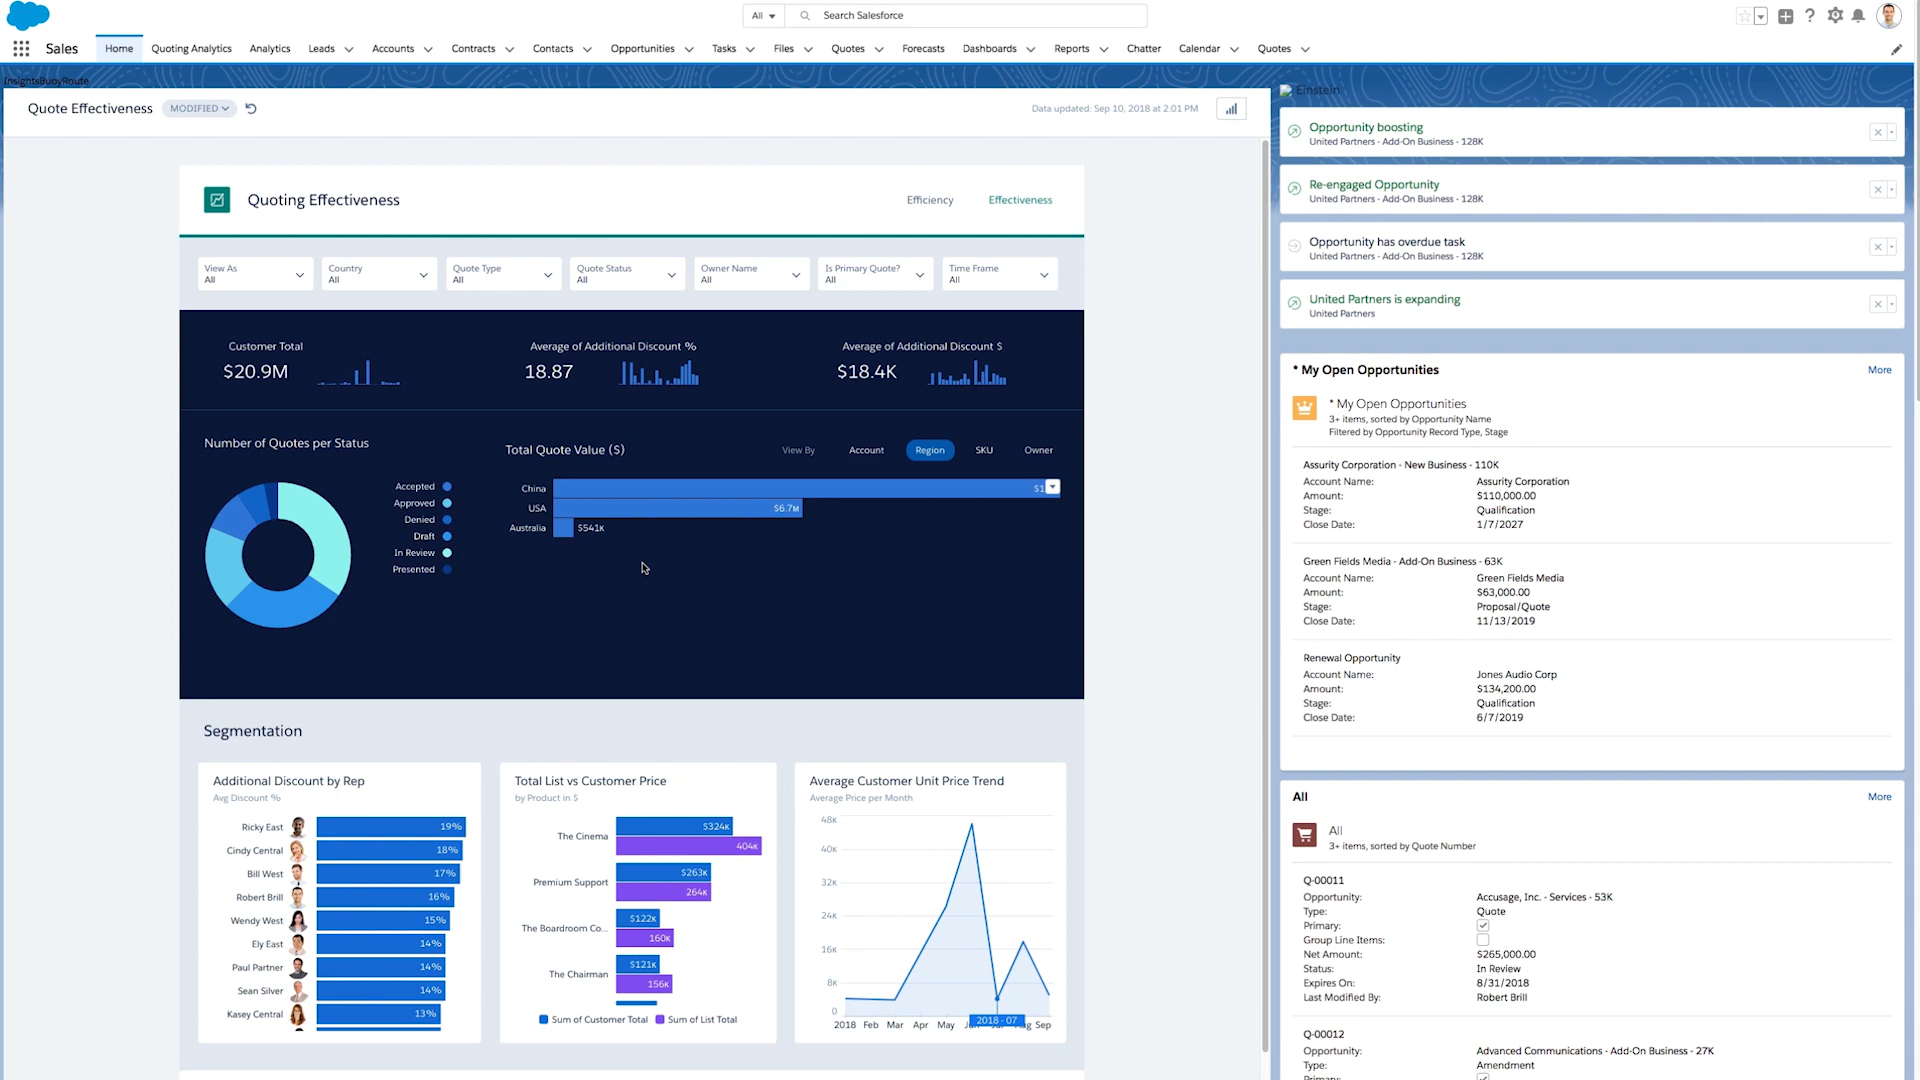 All
Search Salesforce
Sales
Home
Quoting Analytics
Analytics
Leads
Accounts
Contracts
Contacts
Opportunities
Tasks
Files
Quotes
Forecasts
Dashboards
Reports
Chatter
Calendar
Quotes
InsightsBuoyRoute
Quote Effectiveness
MODIFIED
Data updated: Sep 10, 2018 at 2:01 PM
Quoting Effectiveness
Efficiency
Effectiveness
View As
All
Country
All
Quote Type
All
Quote Status
All
Owner Name
All
Is Primary Quote?
All
Time Frame
All
Customer Total
$20.9M
Average of Additional Discount %
18.87
Average of Additional Discount $
$18.4K
Number of Quotes per Status
Accepted
Approved
Denied
Draft
In Review
Presented
Total Quote Value ($)
View By
Account
Region
SKU
Owner
China
USA
$6.7M
Australia
$541K
Segmentation
Additional Discount by Rep
Avg Discount %
Ricky East 19%
Cindy Central 18%
Bill West 17%
Robert Brill 16%
Wendy West 15%
Ely East 14%
Paul Partner 14%
Sean Silver 14%
Kasey Central 13%
Total List vs Customer Price
by Product in $
The Cinema
$324K
404K
Premium Support
$263K
264K
The Boardroom Co...
$122K
160K
The Chairman
$121K
156K
Sum of Customer Total
Sum of List Total
Average Customer Unit Price Trend
Average Price per Month
48K
40K
32K
24K
16K
8K
0
2018 Feb Mar Apr May
2018 - 07
Sep
Einstein
Opportunity boosting
United Partners - Add-On Business - 128K
Re-engaged Opportunity
United Partners - Add-On Business - 128K
Opportunity has overdue task
United Partners - Add-On Business - 128K
United Partners is expanding
United Partners
* My Open Opportunities
More
* My Open Opportunities
3+ items, sorted by Opportunity Name
Filtered by Opportunity Record Type, Stage
Assurity Corporation - New Business - 110K
Account Name: Assurity Corporation
Amount: $110,000.00
Stage: Qualification
Close Date: 1/7/2027
Green Fields Media - Add-On Business - 63K
Account Name: Green Fields Media
Amount: $63,000.00
Stage: Proposal/Quote
Close Date: 11/13/2019
Renewal Opportunity
Account Name: Jones Audio Corp
Amount: $134,200.00
Stage: Qualification
Close Date: 6/7/2019
All
More
All
3+ items, sorted by Quote Number
Q-00011
Opportunity: Accusage, Inc. - Services - 53K
Type: Quote
Primary:
Group Line Items:
Net Amount: $265,000.00
Status: In Review
Expires On: 8/31/2018
Last Modified By: Robert Brill
Q-00012
Opportunity: Advanced Communications - Add-On Business - 27K
Type: Amendment
Primary: